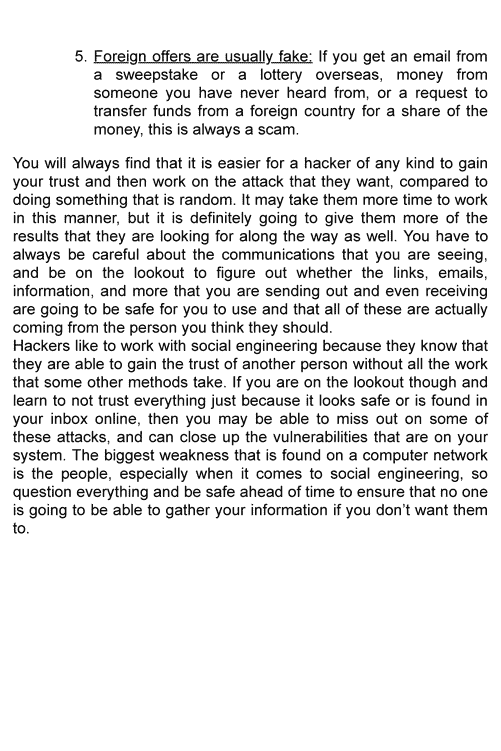 5. Foreign offers are usually fake: If you get an email from
a sweepstake or a lottery overseas, money from
someone you have never heard from, or a request to
transfer funds from a foreign country for a share of the
money, this is always a scam.
You will always find that it is easier for a hacker of any kind to gain
your trust and then work on the attack that they want, compared to
doing something that is random. It may take them more time to work
in this manner, but it is definitely going to give them more of the
results that they are looking for along the way as well. You have to
always be careful about the communications that you are seeing,
and be on the lookout to figure out whether the links, emails,
information, and more that you are sending out and even receiving
are going to be safe for you to use and that all of these are actually
coming from the person you think they should.
Hackers like to work with social engineering because they know that
they are able to gain the trust of another person without all the work
that some other methods take. If you are on the lookout though and
learn to not trust everything just because it looks safe or is found in
your inbox online, then you may be able to miss out on some of
these attacks, and can close up the vulnerabilities that are on your
system. The biggest weakness that is found on a computer network
is the people, especially when it comes to social engineering, so
question everything and be safe ahead of time to ensure that no one
is going to be able to gather your information if you don’t want them
to.